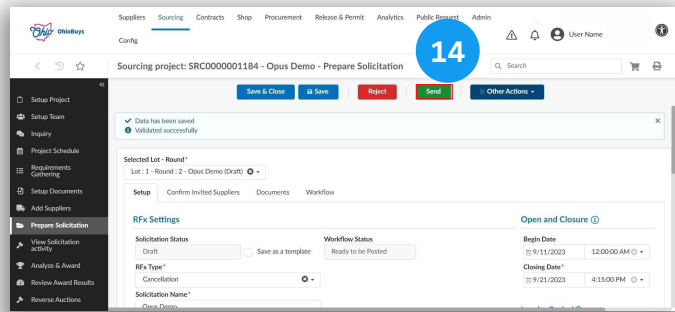 Suppliers Sourcing Contracts Shop Procurement Release & Permit Analytics Public Request Admin
Ohio OhioBuys
Config
User Name
14
Sourcing project: SRC0000001184 - Opus Demo - Prepare Solicitation
Search
Save & Close Save Reject Send Other Actions
Setup Project
Setup Team
Inquiry
Project Schedule
Requirements
Gathering
Setup Documents
Add Suppliers
Prepare Solicitation
View Solicitation
activity
Analyze & Award
Review Award Results
Reverse Auctions
Data has been saved
Validated successfully
Selected Lot - Round*
Lot : 1 - Round : 2 - Opus Demo (Draft)
Setup Confirm Invited Suppliers Documents Workflow
RFx Settings
Solicitation Status Workflow Status
Draft Save as a template Ready to be Posted
RFx Type*
Cancellation
Solicitation Name*
Opus Demo
Open and Closure
Begin Date
9/11/2023 12:00:00 AM
Closing Date*
9/21/2023 4:15:00 PM